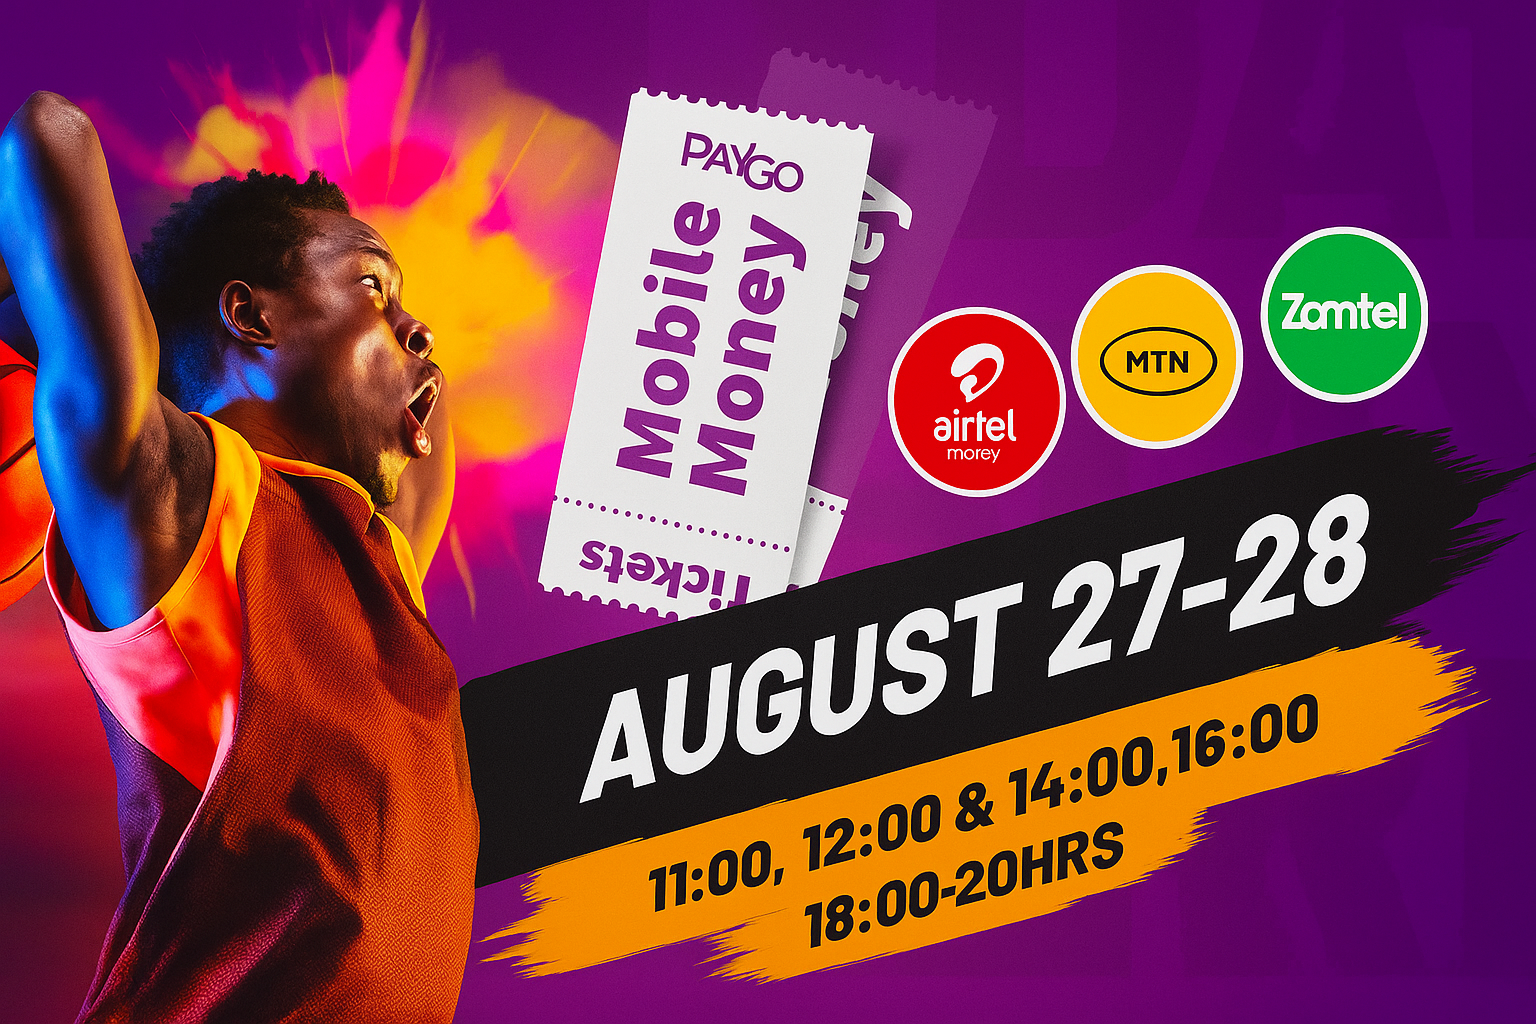 PAYGO
Mobile
Money
Tickets
oney
airtel
morey
MTN
Zamtel
AUGUST 27-28
11:00, 12:00 & 14:00,16:00
18:00-20HRS